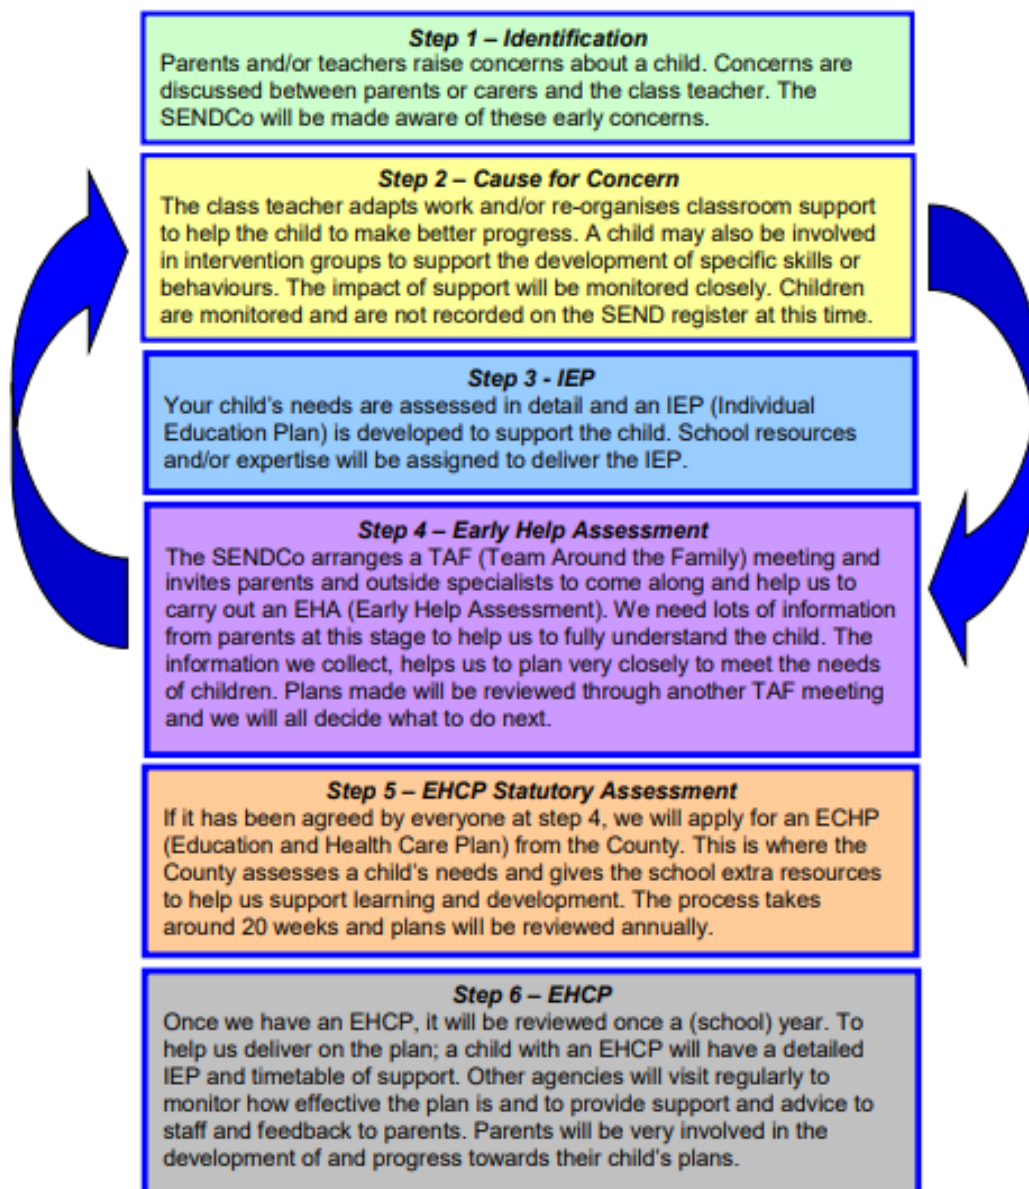 Step 1 – Identification
Parents and/or teachers raise concerns about a child. Concerns are
discussed between parents or carers and the class teacher. The
SENDCo will be made aware of these early concerns.
Step 2 – Cause for Concern
The class teacher adapts work and/or re-organises classroom support
to help the child to make better progress. A child may also be involved
in intervention groups to support the development of specific skills or
behaviours. The impact of support will be monitored closely. Children
are monitored and are not recorded on the SEND register at this time.
Step 3 - IEP
Your child's needs are assessed in detail and an IEP (Individual
Education Plan) is developed to support the child. School resources
and/or expertise will be assigned to deliver the IEP.
Step 4 – Early Help Assessment
The SENDCo arranges a TAF (Team Around the Family) meeting and
invites parents and outside specialists to come along and help us to
carry out an EHA (Early Help Assessment). We need lots of information
from parents at this stage to help us to fully understand the child. The
information we collect, helps us to plan very closely to meet the needs
of children. Plans made will be reviewed through another TAF meeting
and we will all decide what to do next.
Step 5 – EHCP Statutory Assessment
If it has been agreed by everyone at step 4, we will apply for an ECHP
(Education and Health Care Plan) from the County. This is where the
County assesses a child's needs and gives the school extra resources
to help us support learning and development. The process takes
around 20 weeks and plans will be reviewed annually.
Step 6 – EHCP
Once we have an EHCP, it will be reviewed once a (school) year. To
help us deliver on the plan; a child with an EHCP will have a detailed
IEP and timetable of support. Other agencies will visit regularly to
monitor how effective the plan is and to provide support and advice to
staff and feedback to parents. Parents will be very involved in the
development of and progress towards their child's plans.